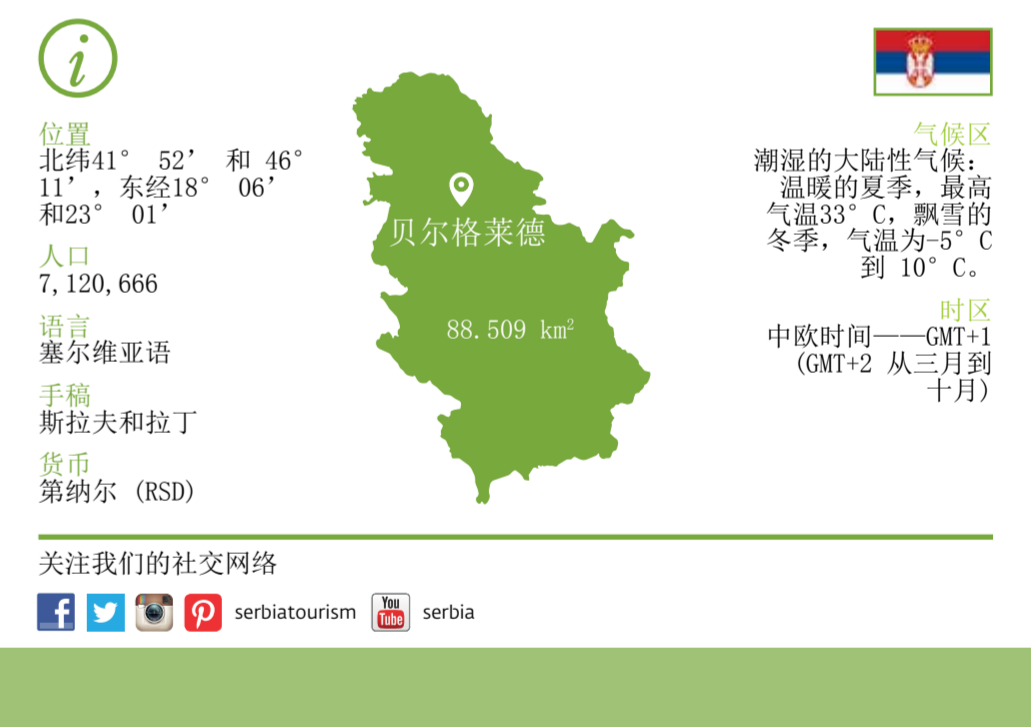 位置
北纬41° 52’ 和 46°
11’，东经18° 06’
和23° 01’
人口
7,120,666
语言
塞尔维亚语
手稿
斯拉夫和拉丁
货币
第纳尔 (RSD)
贝尔格莱德
88.509 km²
气候区
潮湿的大陆性气候：
温暖的夏季，最高
气温33° C，飘雪的
冬季，气温为-5° C
到 10° C。
时区
中欧时间——GMT+1
(GMT+2 从三月到
十月)
关注我们的社交网络
serbiatourism
You
Tube
serbia